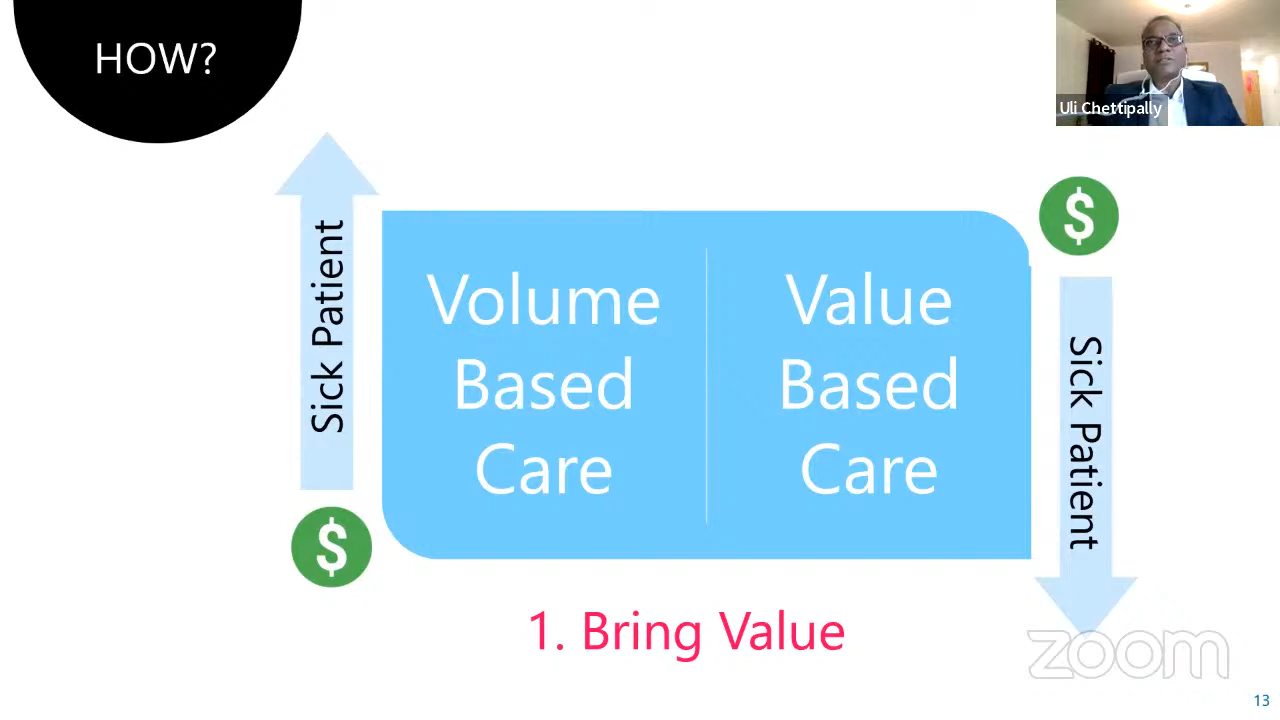 HOW?
Uli Chettipally
Sick Patient
$
Volume
Based
Care
Value
Based
Care
$
Sick Patient
1. Bring Value
zoom
13